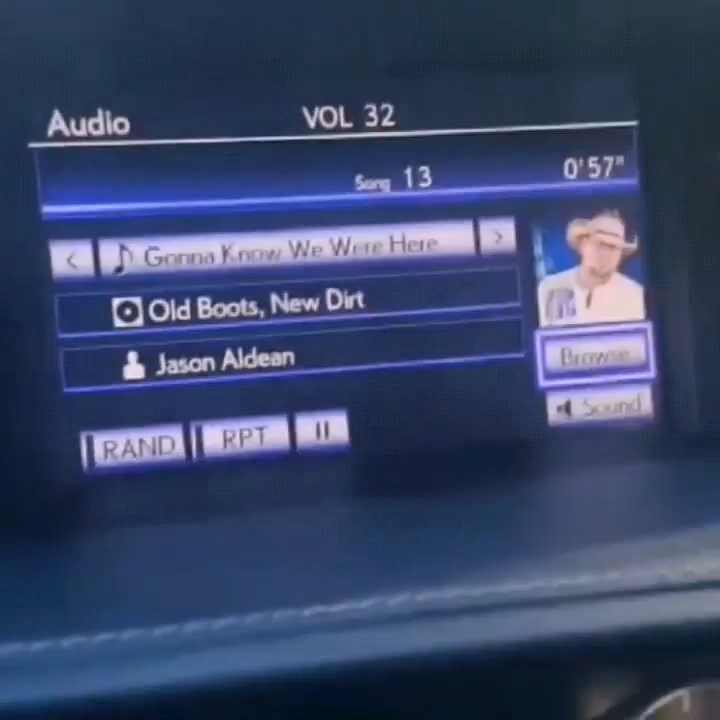 Audio VOL 32
Song 13 0'57"
< ♪ Gonna Know We Were Here >
Old Boots, New Dirt
Jason Aldean
Browse
Sound
RAND RPT